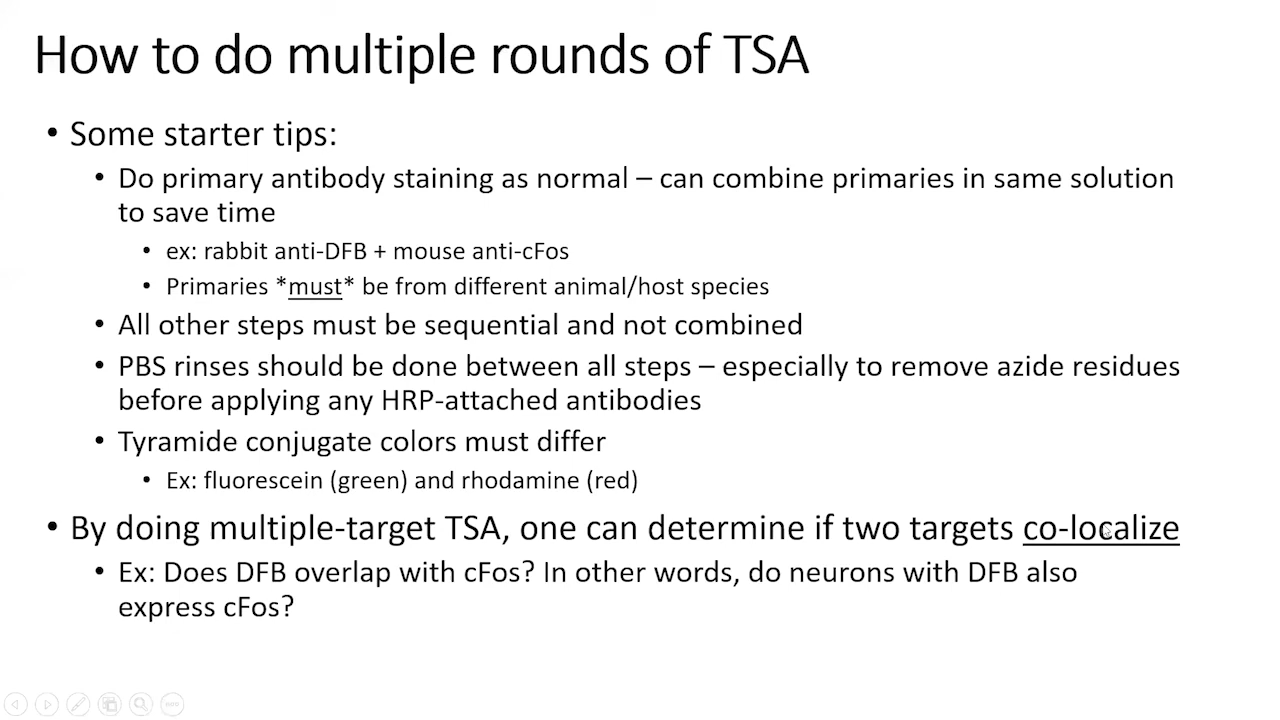 How to do multiple rounds of TSA
• Some starter tips:
• Do primary antibody staining as normal – can combine primaries in same solution
to save time
• ex: rabbit anti-DFB + mouse anti-cFos
• Primaries *must* be from different animal/host species
• All other steps must be sequential and not combined
• PBS rinses should be done between all steps – especially to remove azide residues
before applying any HRP-attached antibodies
• Tyramide conjugate colors must differ
• Ex: fluorescein (green) and rhodamine (red)
• By doing multiple-target TSA, one can determine if two targets co-localize
• Ex: Does DFB overlap with cFos? In other words, do neurons with DFB also
express cFos?